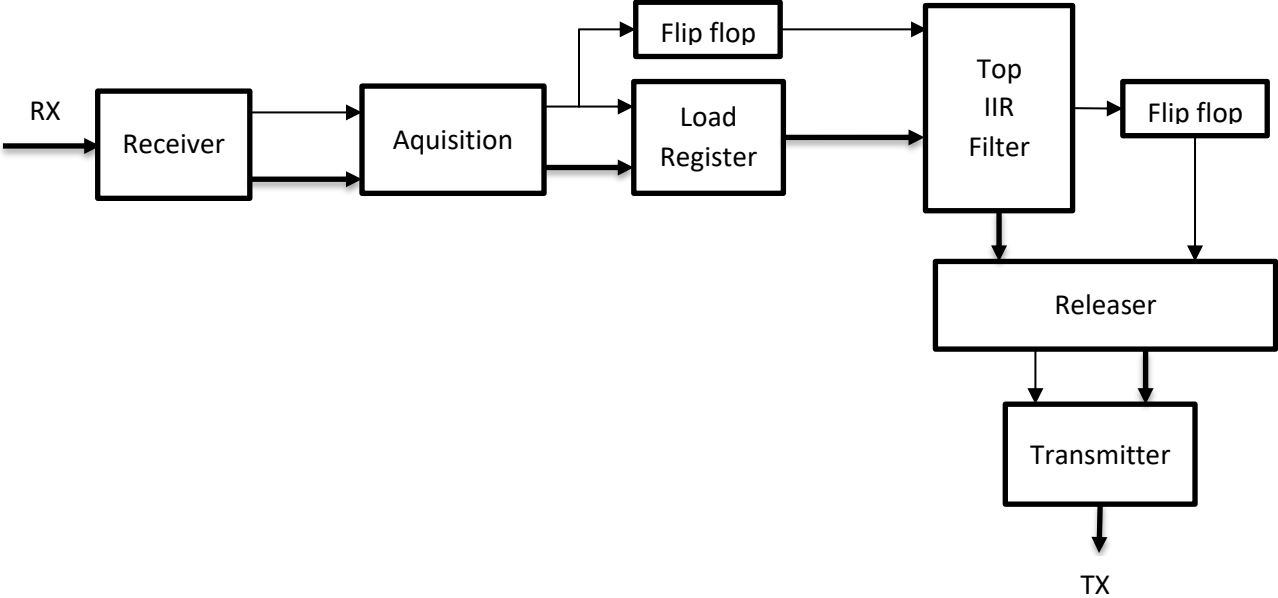 Flip flop
Top
IIR
Filter
RX
Receiver
Aquisition
Load
Register
Flip flop
Releaser
Transmitter
TX